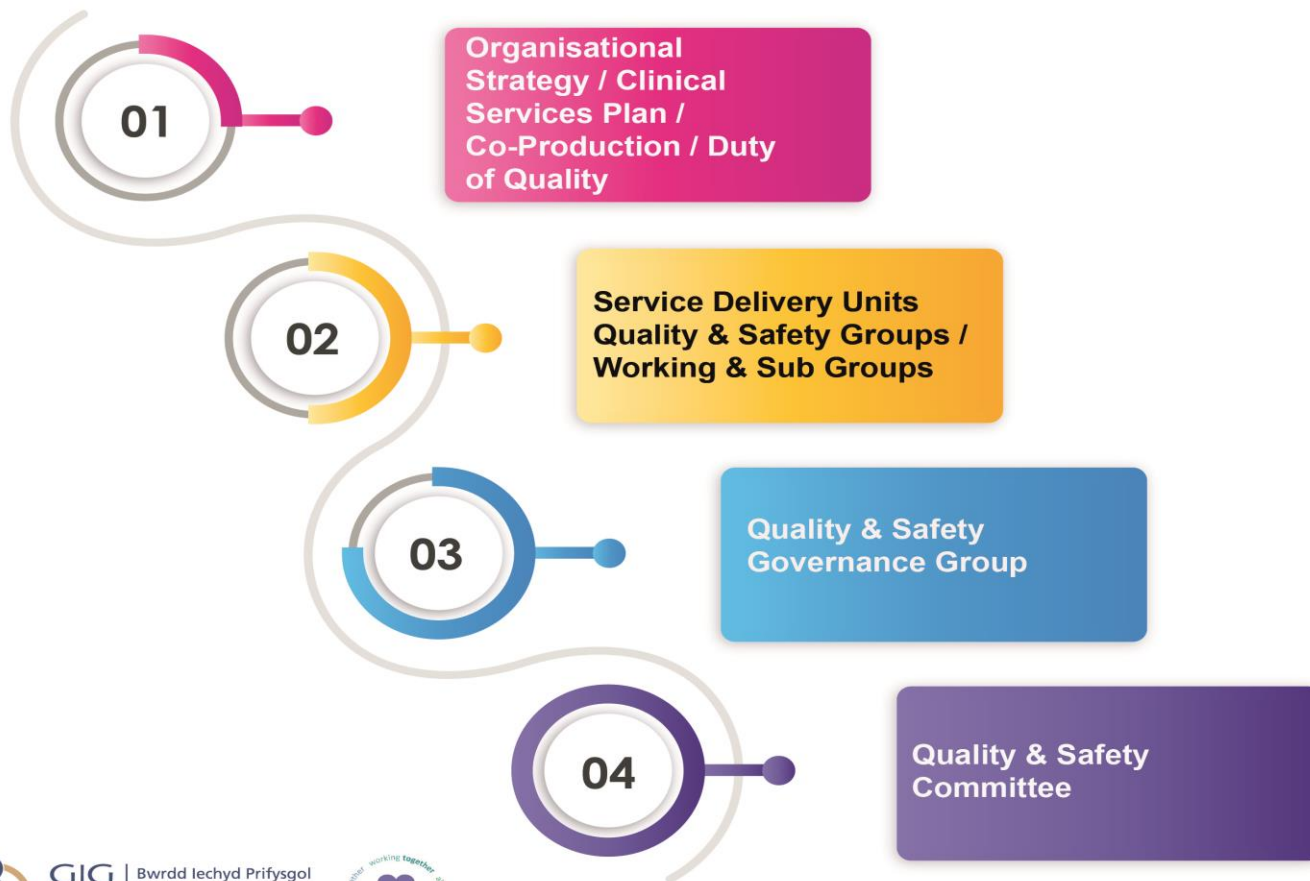 01
Organisational
Strategy / Clinical
Services Plan /
Co-Production / Duty
of Quality
02
Service Delivery Units
Quality & Safety Groups /
Working & Sub Groups
03
Quality & Safety
Governance Group
04
Quality & Safety
Committee
GIG | Bwrdd Iechyd Prifysgol
working together